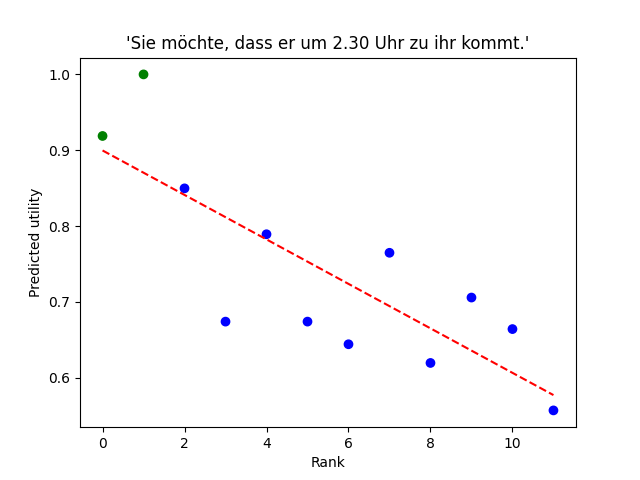 'Sie möchte, dass er um 2.30 Uhr zu ihr kommt.'
1.0
0.9
0.8
0.7
0.6
Predicted utility
0 2 4 6 8 10
Rank